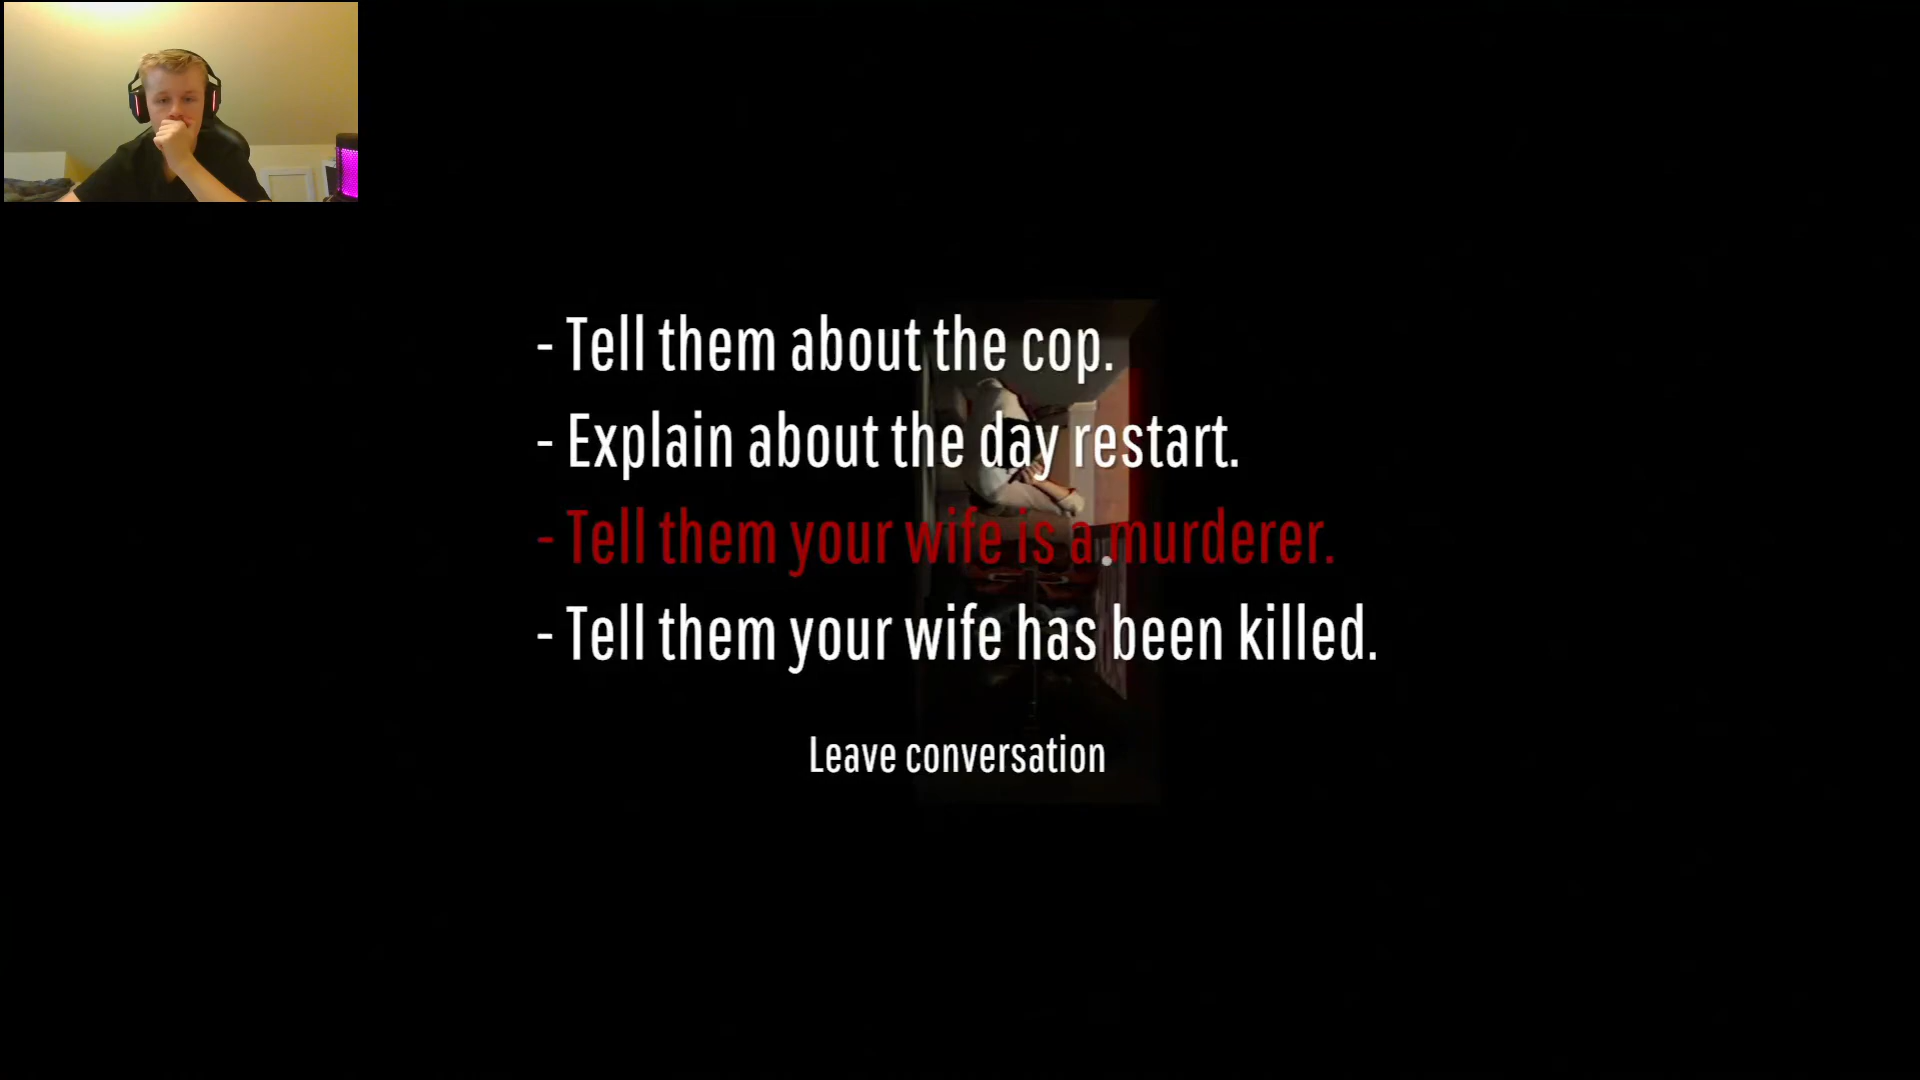 - Tell them about the cop.
- Explain about the day restart.
- Tell them your wife is a murderer.
- Tell them your wife has been killed.
Leave conversation